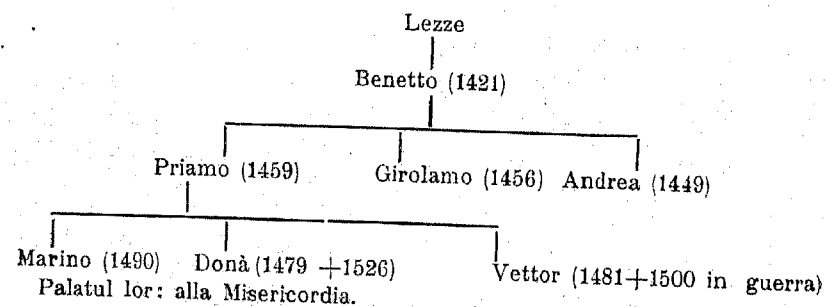 Lezze
Benetto (1421)
Priamo (1459) Girolamo (1456) Andrea (1449)
Marino (1490) Donà (1479 +1526) Vettor (1481+1500 in guerra)
Palatul lor: alla Misericordia.